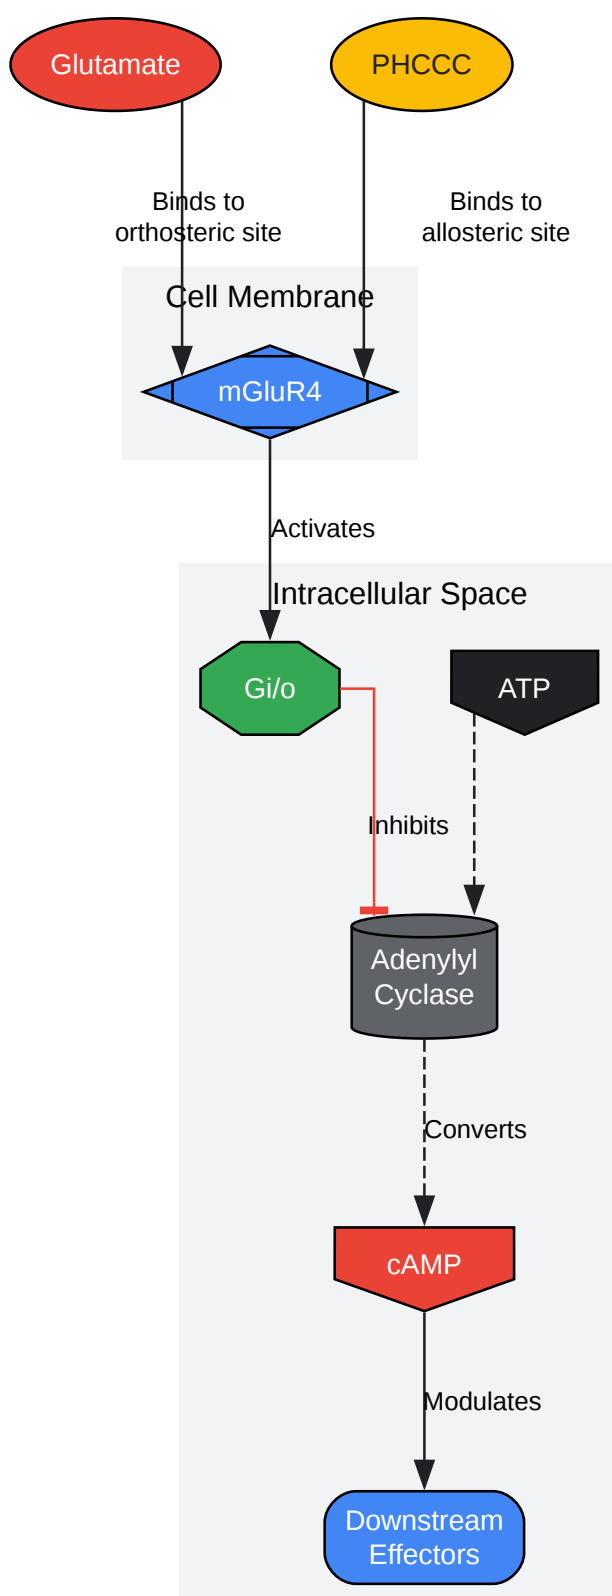 Glutamate
PHCCC
Binds to
orthosteric site
Binds to
allosteric site
Cell Membrane
mGluR4
Activates
Intracellular Space
Gi/o
ATP
Inhibits
Adenylyl
Cyclase
Converts
cAMP
Modulates
Downstream
Effectors